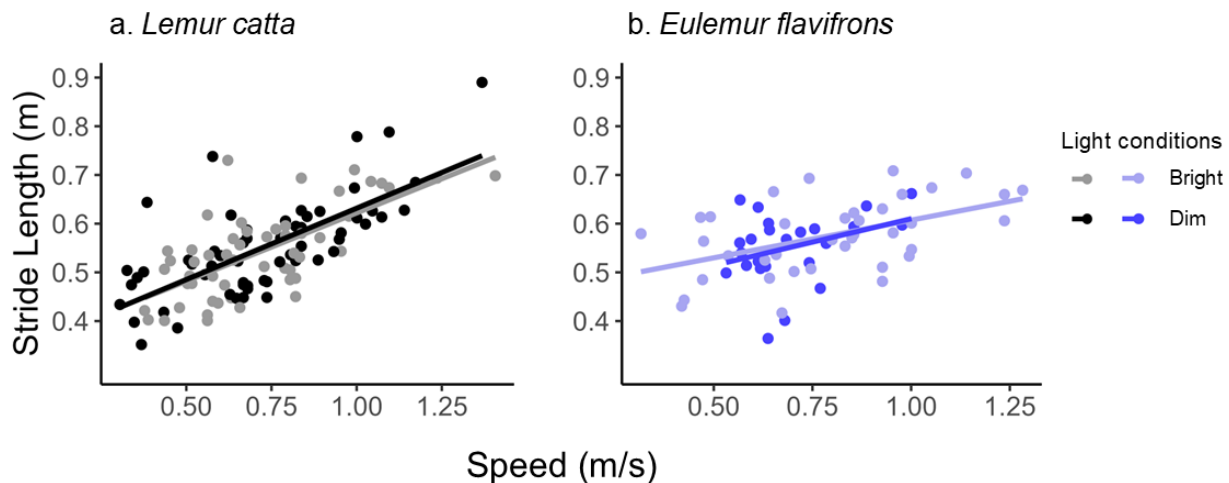 a. Lemur catta
b. Eulemur flavifrons
Stride Length (m)
0.9
0.8
0.7
0.6
0.5
0.4
0.50 0.75 1.00 1.25
0.9
0.8
0.7
0.6
0.5
0.4
0.50 0.75 1.00 1.25
Speed (m/s)
Light conditions
Bright
Dim